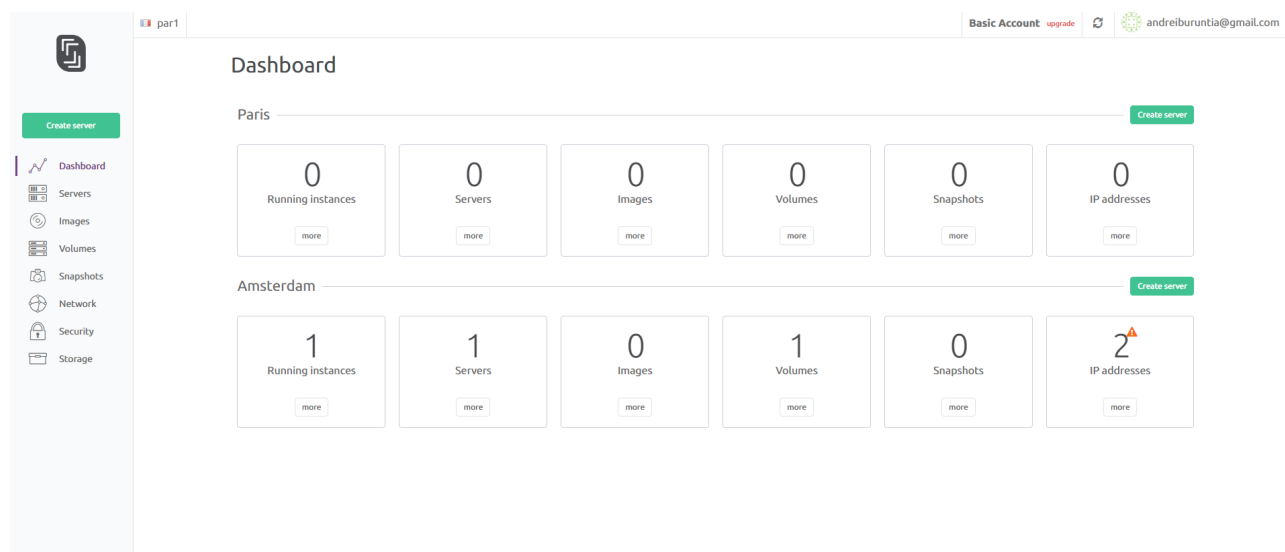 par1
Basic Account upgrade
andreiburuntia@gmail.com
Create server
Dashboard
Servers
Images
Volumes
Snapshots
Network
Security
Storage
Dashboard
Paris
Create server
0 0 0 0 0 0
Running instances Servers Images Volumes Snapshots IP addresses
more more more more more more
Amsterdam
Create server
1 1 0 1 0 2
Running instances Servers Images Volumes Snapshots IP addresses
more more more more more more